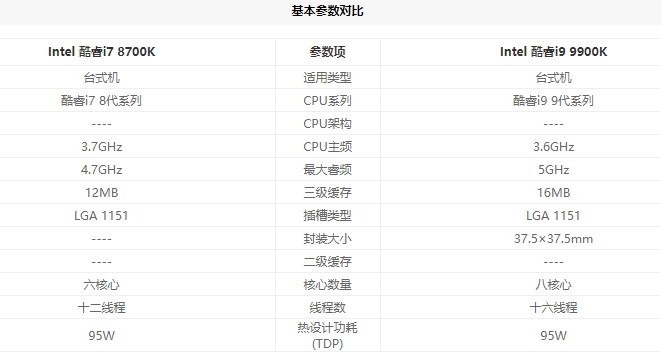 基本参数对比
Intel 酷睿i7 8700K 参数项 Intel 酷睿i9 9900K
台式机 适用类型 台式机
酷睿i7 8代系列 CPU系列 酷睿i9 9代系列
---- CPU架构 ----
3.7GHz CPU主频 3.6GHz
4.7GHz 最大睿频 5GHz
12MB 三级缓存 16MB
LGA 1151 插槽类型 LGA 1151
---- 封装大小 37.5×37.5mm
---- 二级缓存 ----
六核心 核心数量 八核心
十二线程 线程数 十六线程
95W 热设计功耗(TDP) 95W